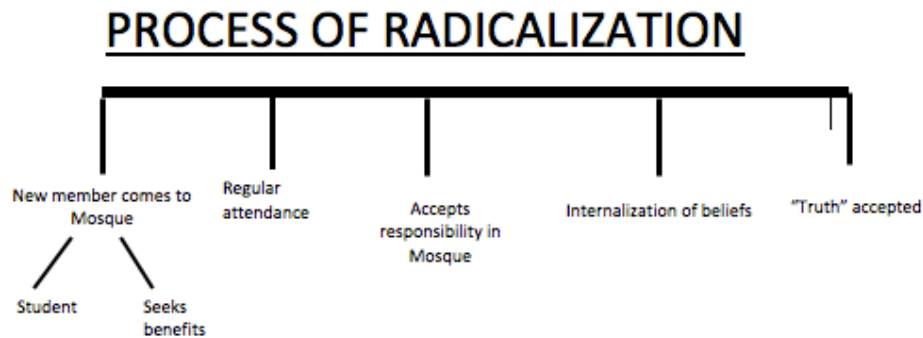 PROCESS OF RADICALIZATION
New member comes to
Mosque
Student
Seeks
benefits
Regular
attendance
Accepts
responsibility in
Mosque
Internalization of beliefs
"Truth" accepted